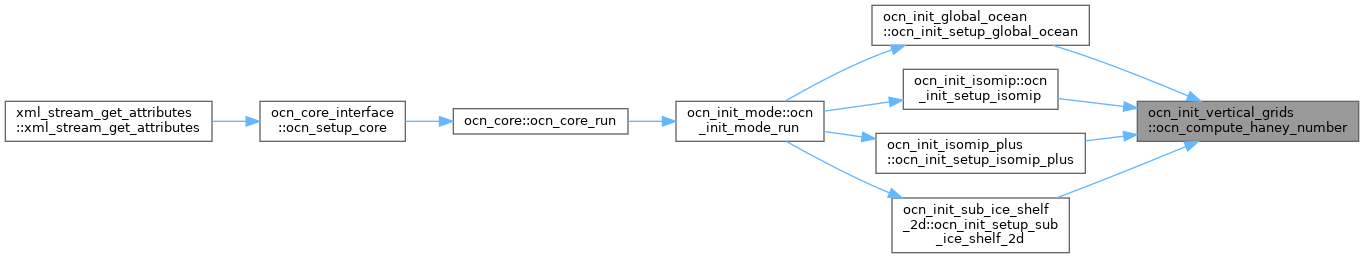 xml_stream_get_attributes
::xml_stream_get_attributes
ocn_core_interface
::ocn_setup_core
ocn_core::ocn_core_run
ocn_init_mode::ocn
_init_mode_run
ocn_init_global_ocean
::ocn_init_setup_global_ocean
ocn_init_isomip::ocn
_init_setup_isomip
ocn_init_isomip_plus
::ocn_init_setup_isomip_plus
ocn_init_sub_ice_shelf
_2d::ocn_init_setup_sub
_ice_shelf_2d
ocn_init_vertical_grids
::ocn_compute_haney_number